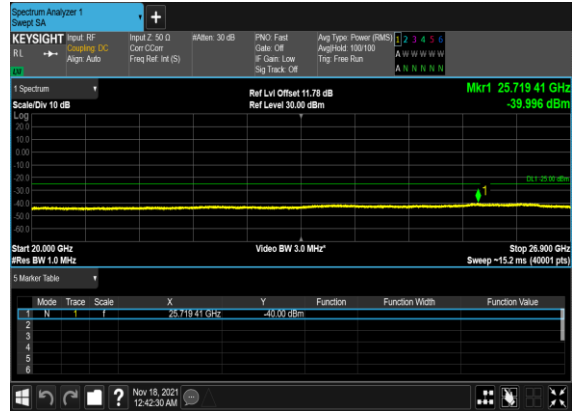 Spectrum Analyzer 1
Swept SA
+
KEYSIGHT Input: RF Input Z: 50 Ω #Atten: 30 dB PNO: Fast Avg Type: Power (RMS) 1 2 3 4 5 6
RL Coupling: DC Corr CCorr Gate: Off Avg|Hold: 100/100 A W W W W W
Align: Auto Freq Ref: Int (S) IF Gain: Low Trig: Free Run
Sig Track: Off A N N N N N
1 Spectrum Ref Lvl Offset 11.78 dB Mkr1 25.719 41 GHz
Scale/Div 10 dB Ref Level 30.00 dBm -39.996 dBm
Log
20.0
10.0
0.00
-10.0
-20.0 DL1 -25.00 dBm
-30.0 1
-40.0
-50.0
-60.0
Start 20.000 GHz Video BW 3.0 MHz* Stop 26.900 GHz
#Res BW 1.0 MHz Sweep ~15.2 ms (40001 pts)
5 Marker Table
Mode Trace Scale X Y Function Function Width Function Value
1 N 1 f 25.719 41 GHz -40.00 dBm
2
3
4
5
6
? Nov 18, 2021
12:42:30 AM